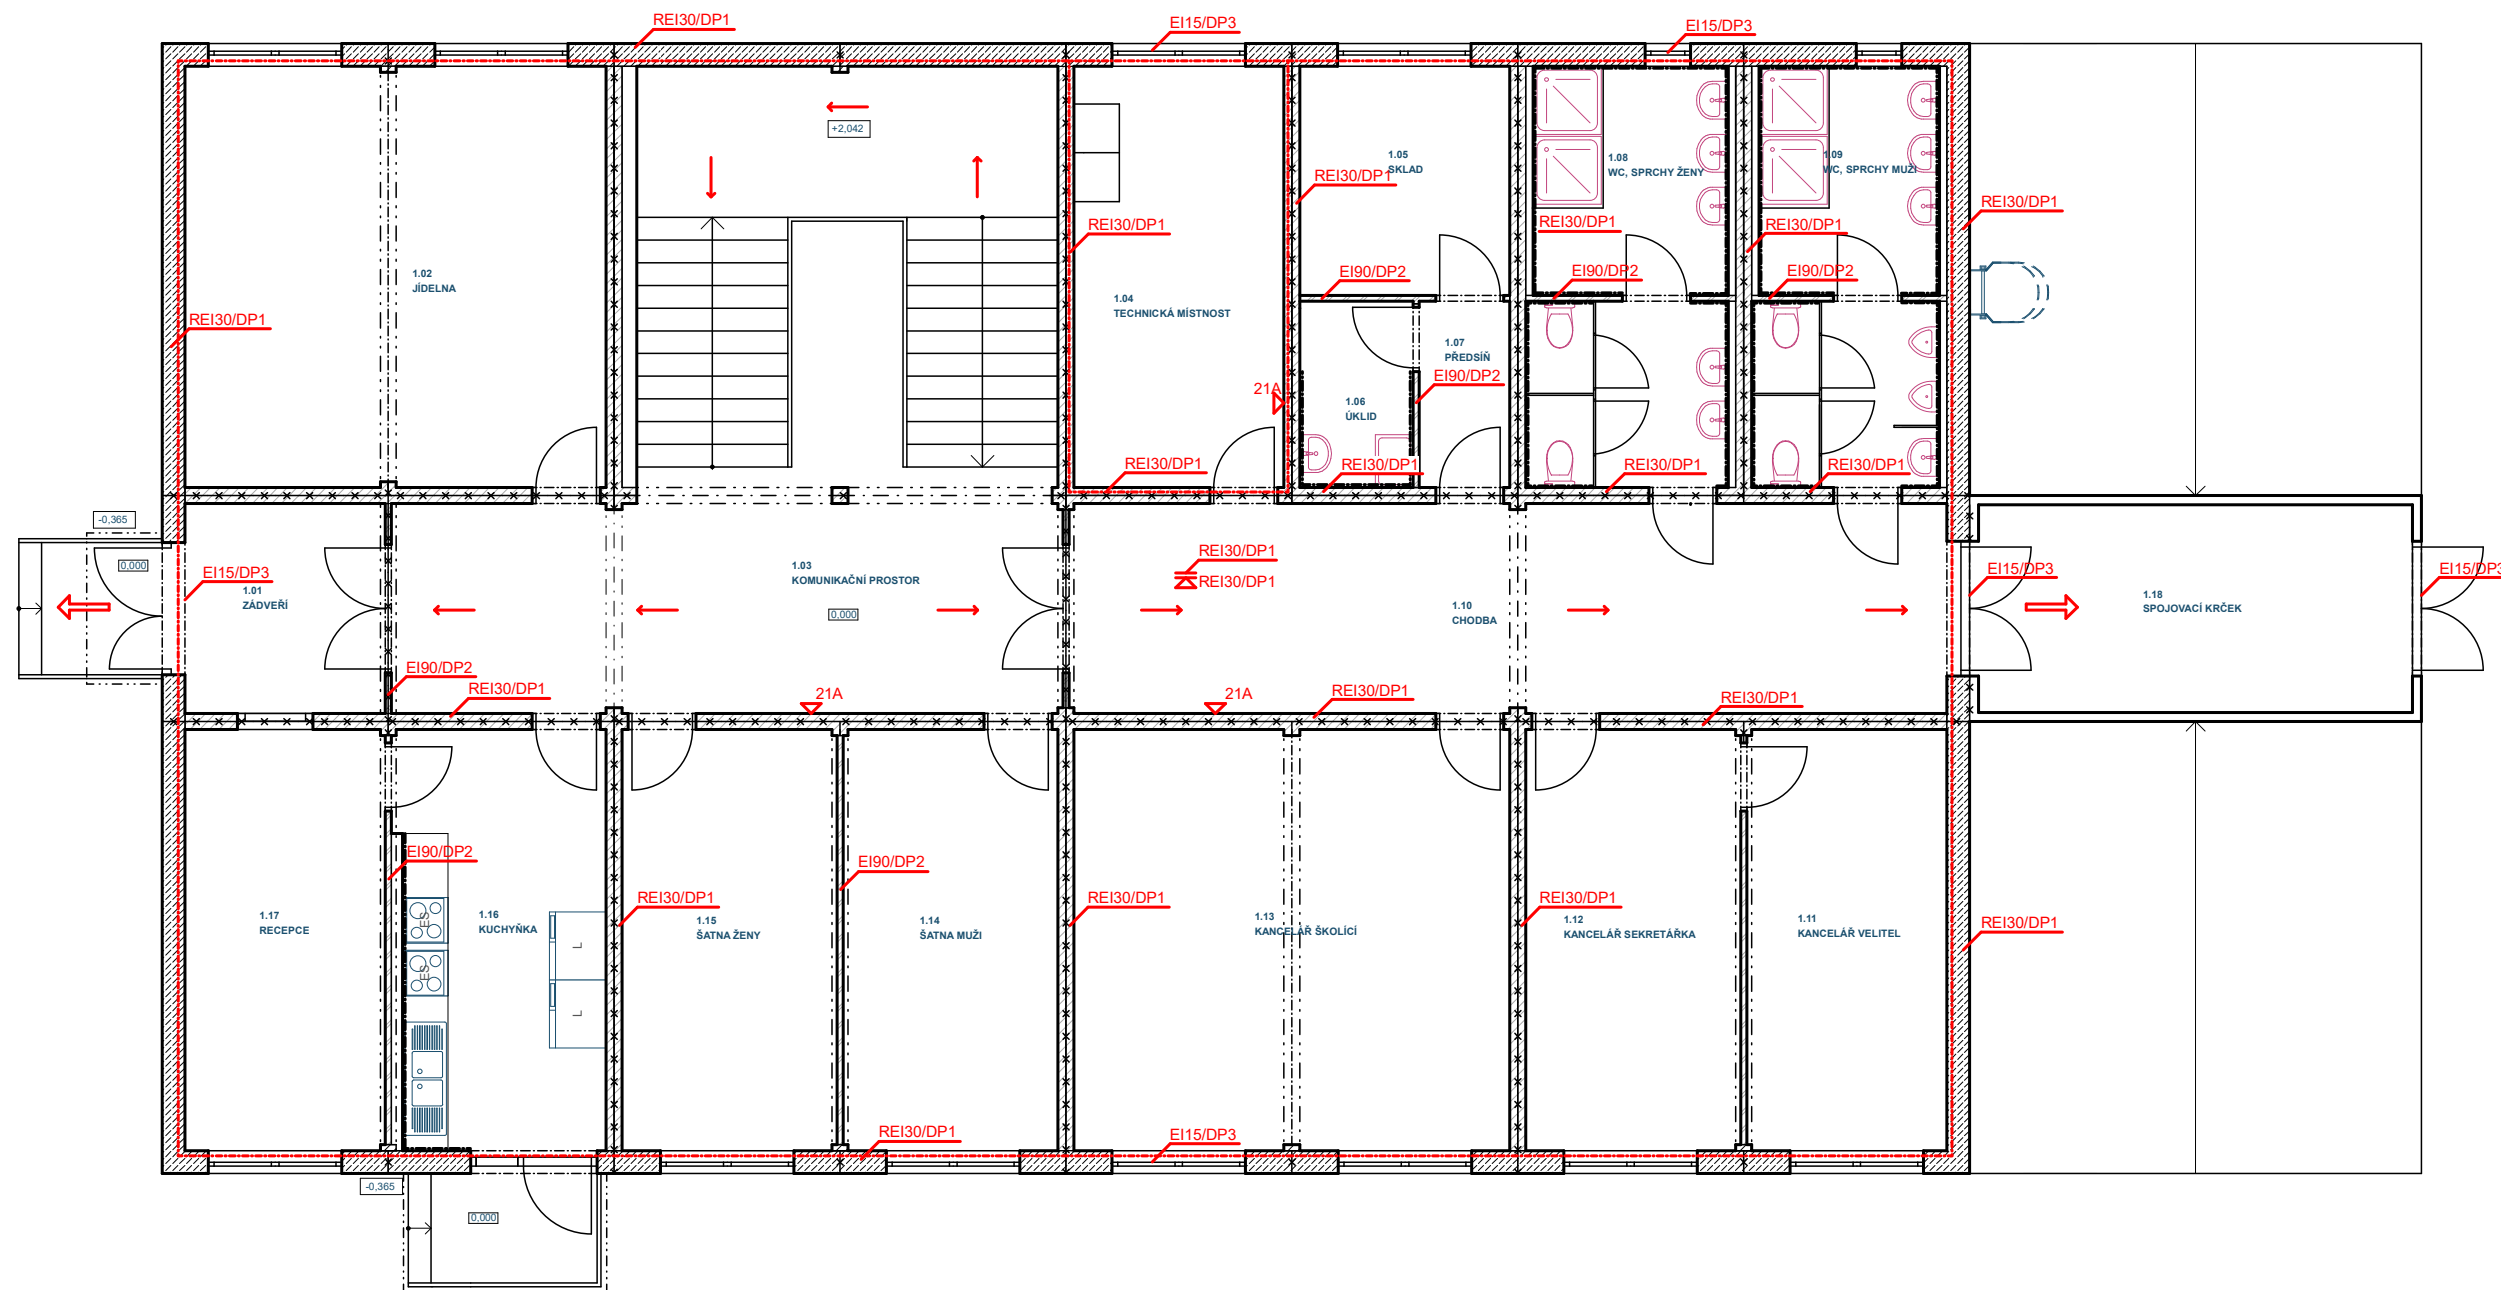 REI30/DP1
EI15/DP3
EI15/DP3
+2,042
1.05
SKLAD
REI30/DP1
1.08
WC, SPRCHY ŽENY
1.09
WC, SPRCHY MUŽI
REI30/DP1
REI30/DP1
REI30/DP1
REI30/DP1
1.02
JÍDELNA
EI90/DP2
EI90/DP2
EI90/DP2
1.04
TECHNICKÁ MÍSTNOST
REI30/DP1
1.07
PŘEDSÍŇ
EI90/DP2
21A
1.06
ÚKLID
REI30/DP1
REI30/DP1
REI30/DP1
REI30/DP1
-0,365
0,000
EI15/DP3
1.01
ZÁDVEŘÍ
1.03
KOMUNIKAČNÍ PROSTOR
0,000
REI30/DP1
REI30/DP1
1.10
CHODBA
EI15/DP3
1.18
SPOJOVACÍ KRČEK
EI15/DP3
EI90/DP2
REI30/DP1
21A
21A
REI30/DP1
REI30/DP1
EI90/DP2
EI90/DP2
REI30/DP1
REI30/DP1
REI30/DP1
1.17
RECEPCE
1.16
KUCHYŇKA
1.15
ŠATNA ŽENY
1.14
ŠATNA MUŽI
1.13
KANCELÁŘ ŠKOLÍCÍ
1.12
KANCELÁŘ SEKRETÁŘKA
1.11
KANCELÁŘ VELITEL
REI30/DP1
ES
ES
L
L
REI30/DP1
EI15/DP3
-0,365
0,000